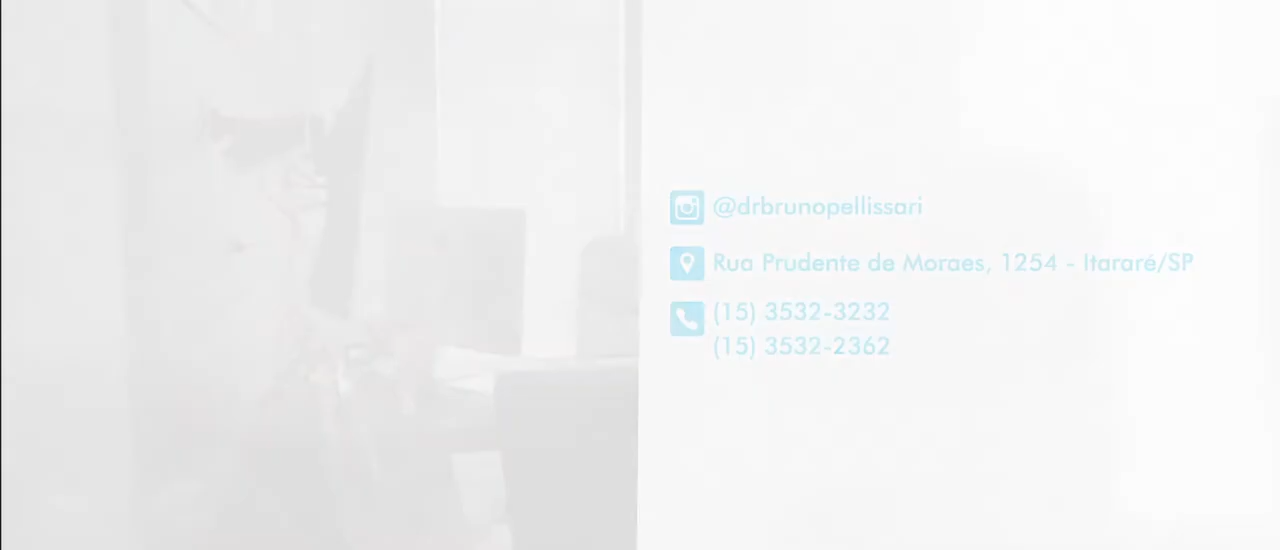 @drbrunopellissari
Rua Prudente de Moraes, 1254 - Itararé/SP
(15) 3532-3232
(15) 3532-2362